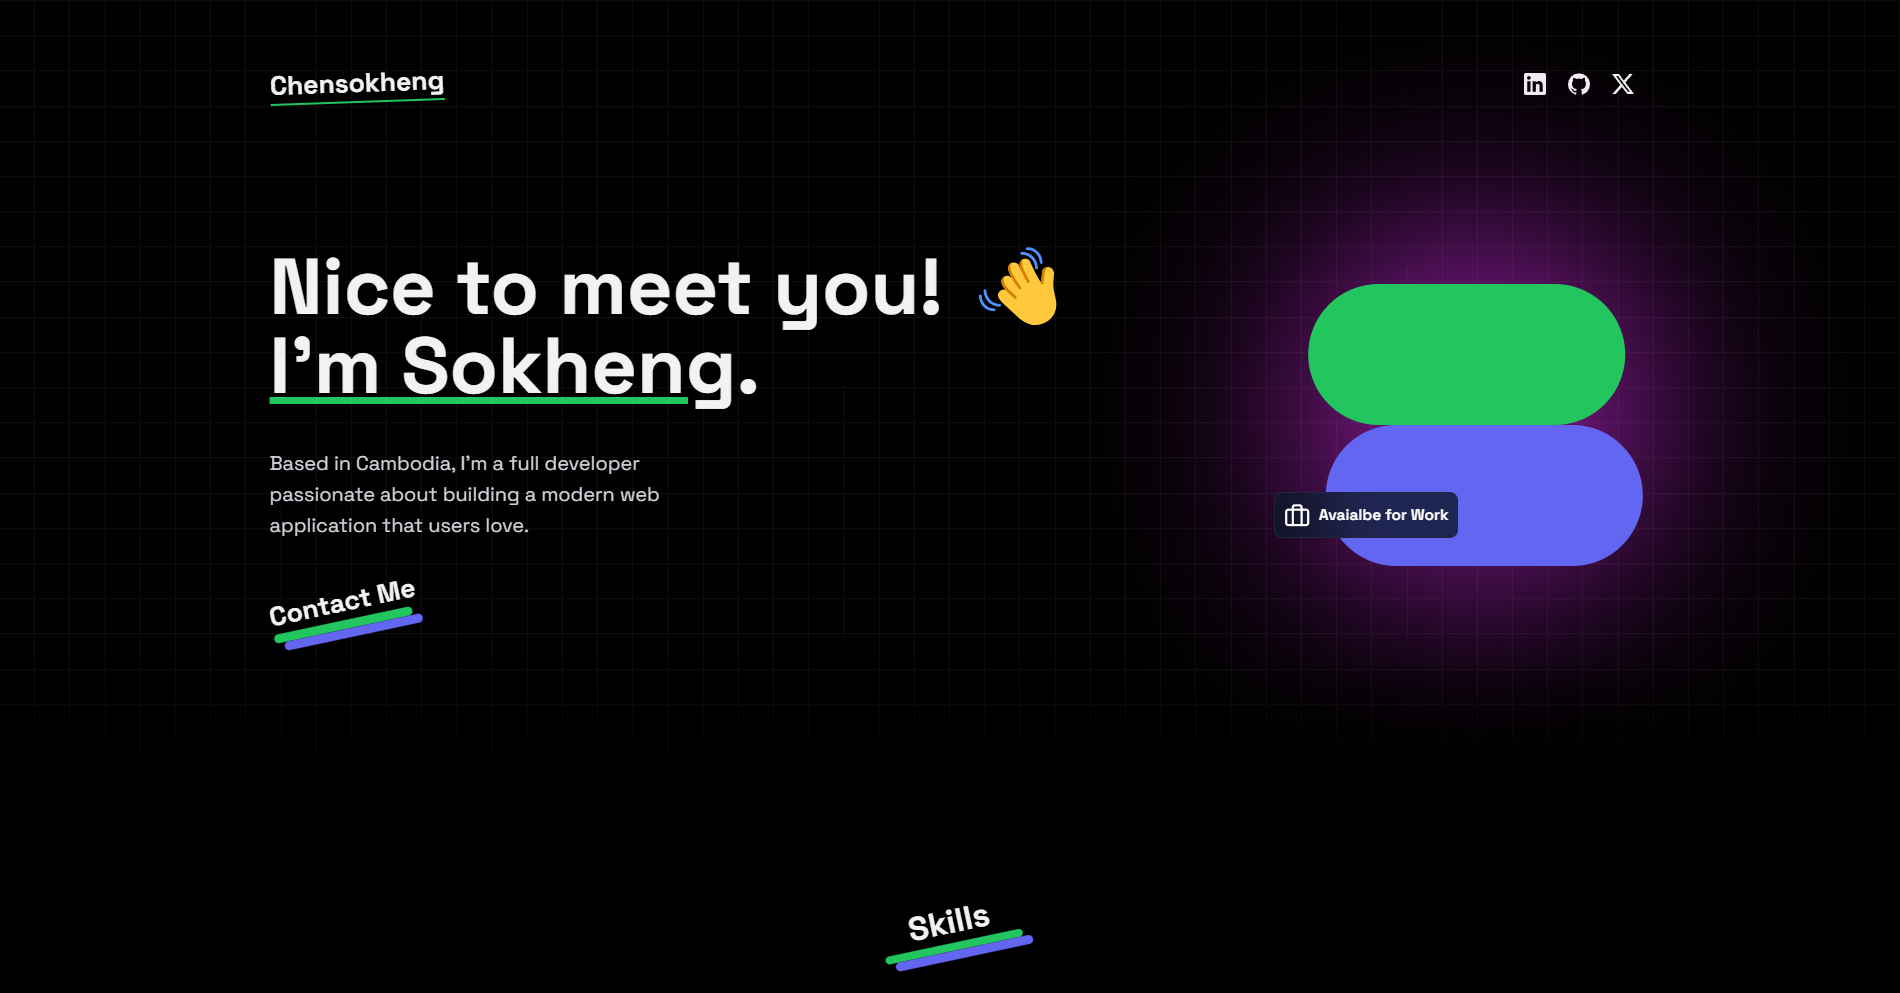 Chensokheng
Nice to meet you! 👋
I'm Sokheng.
Based in Cambodia, I'm a full developer
passionate about building a modern web
application that users love.
Avaialbe for Work
Contact Me
Skills